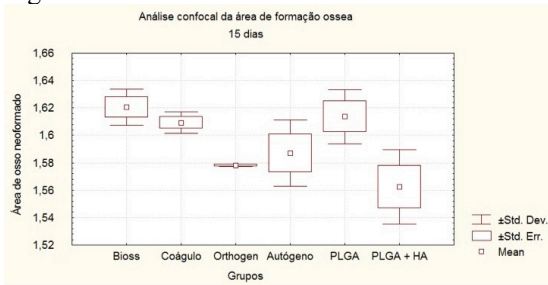 Análise confocal da área de formação ossea
15 dias
1,66
1,64
1,62
1,6
1,58
1,56
1,54
1,52
Área de osso neoformado
Bioss Coágulo Orthogen Autógeno PLGA PLGA + HA
Grupos
±Std. Dev.
±Std. Err.
Mean